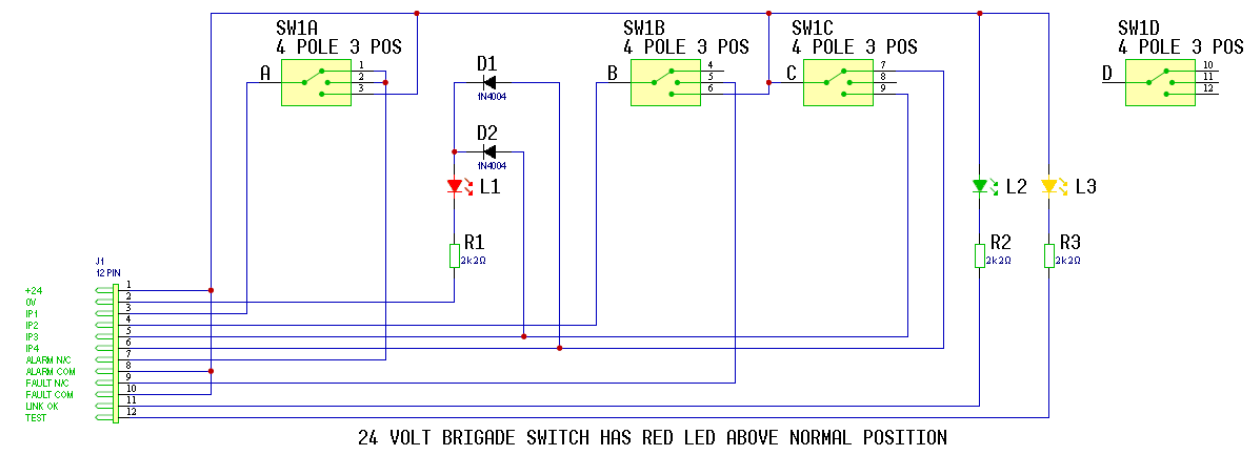 SW1A
4 POLE 3 POS
A
1
2
3
D1
1N4004
D2
1N4004
L1
R1
2k2Ω
SW1B
4 POLE 3 POS
B
4
5
6
SW1C
4 POLE 3 POS
C
7
8
9
SW1D
4 POLE 3 POS
D
10
11
12
L2
R2
2k2Ω
L3
R3
2k2Ω
J1
12 PIN
+24 1
0V 2
IP1 3
IP2 4
IP3 5
IP4 6
ALARM N/C 7
ALARM COM 8
FAULT N/C 9
FAULT COM 10
LINK OK 11
TEST 12
24 VOLT BRIGADE SWITCH HAS RED LED ABOVE NORMAL POSITION